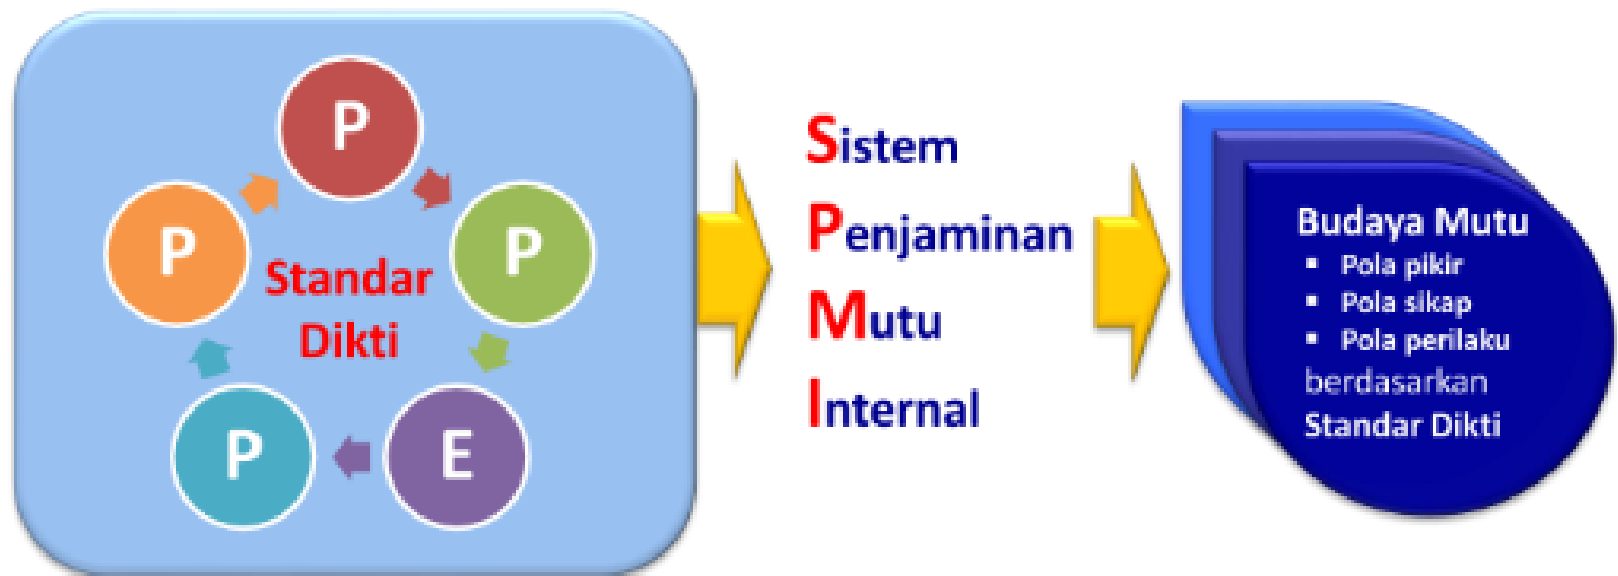 P
P
P
Standar
Dikti
P
E
Sistem
Penjaminan
Mutu
Internal
Budaya Mutu
▪ Pola pikir
▪ Pola sikap
▪ Pola perilaku
berdasarkan
Standar Dikti